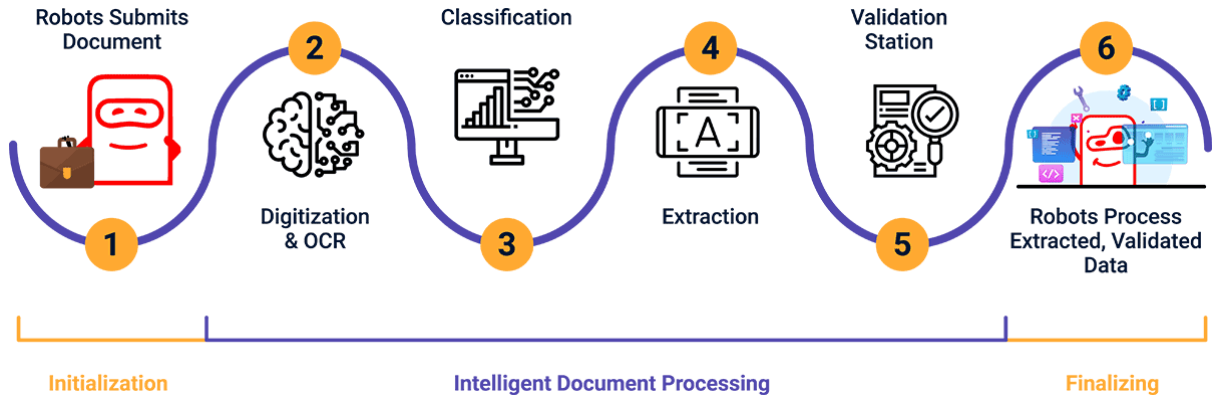 Robots Submits
Document
1
2
Digitization
& OCR
Classification
3
4
A
Extraction
Validation
Station
5
6
Robots Process
Extracted, Validated
Data
Initialization
Intelligent Document Processing
Finalizing